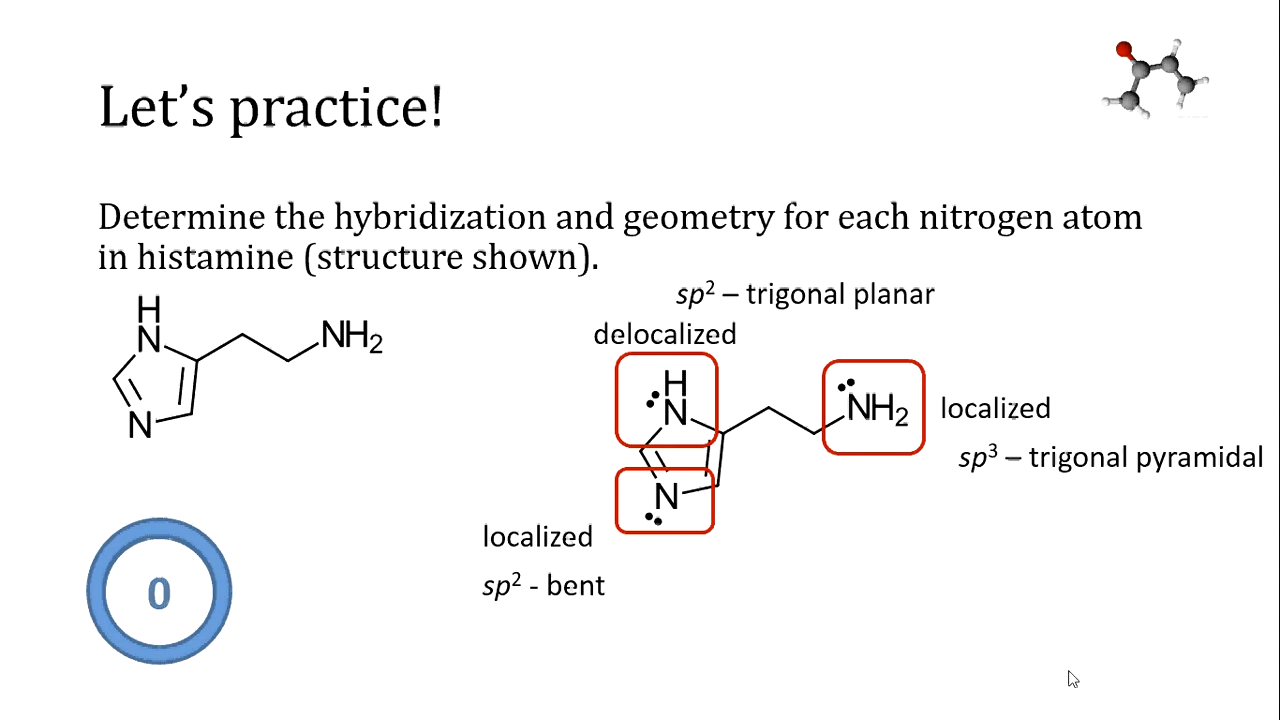 Let's practice!
Determine the hybridization and geometry for each nitrogen atom
in histamine (structure shown).
H
N
NH₂
N
sp² – trigonal planar
delocalized
H
N
NH₂
localized
sp³ – trigonal pyramidal
N
localized
sp² - bent
0